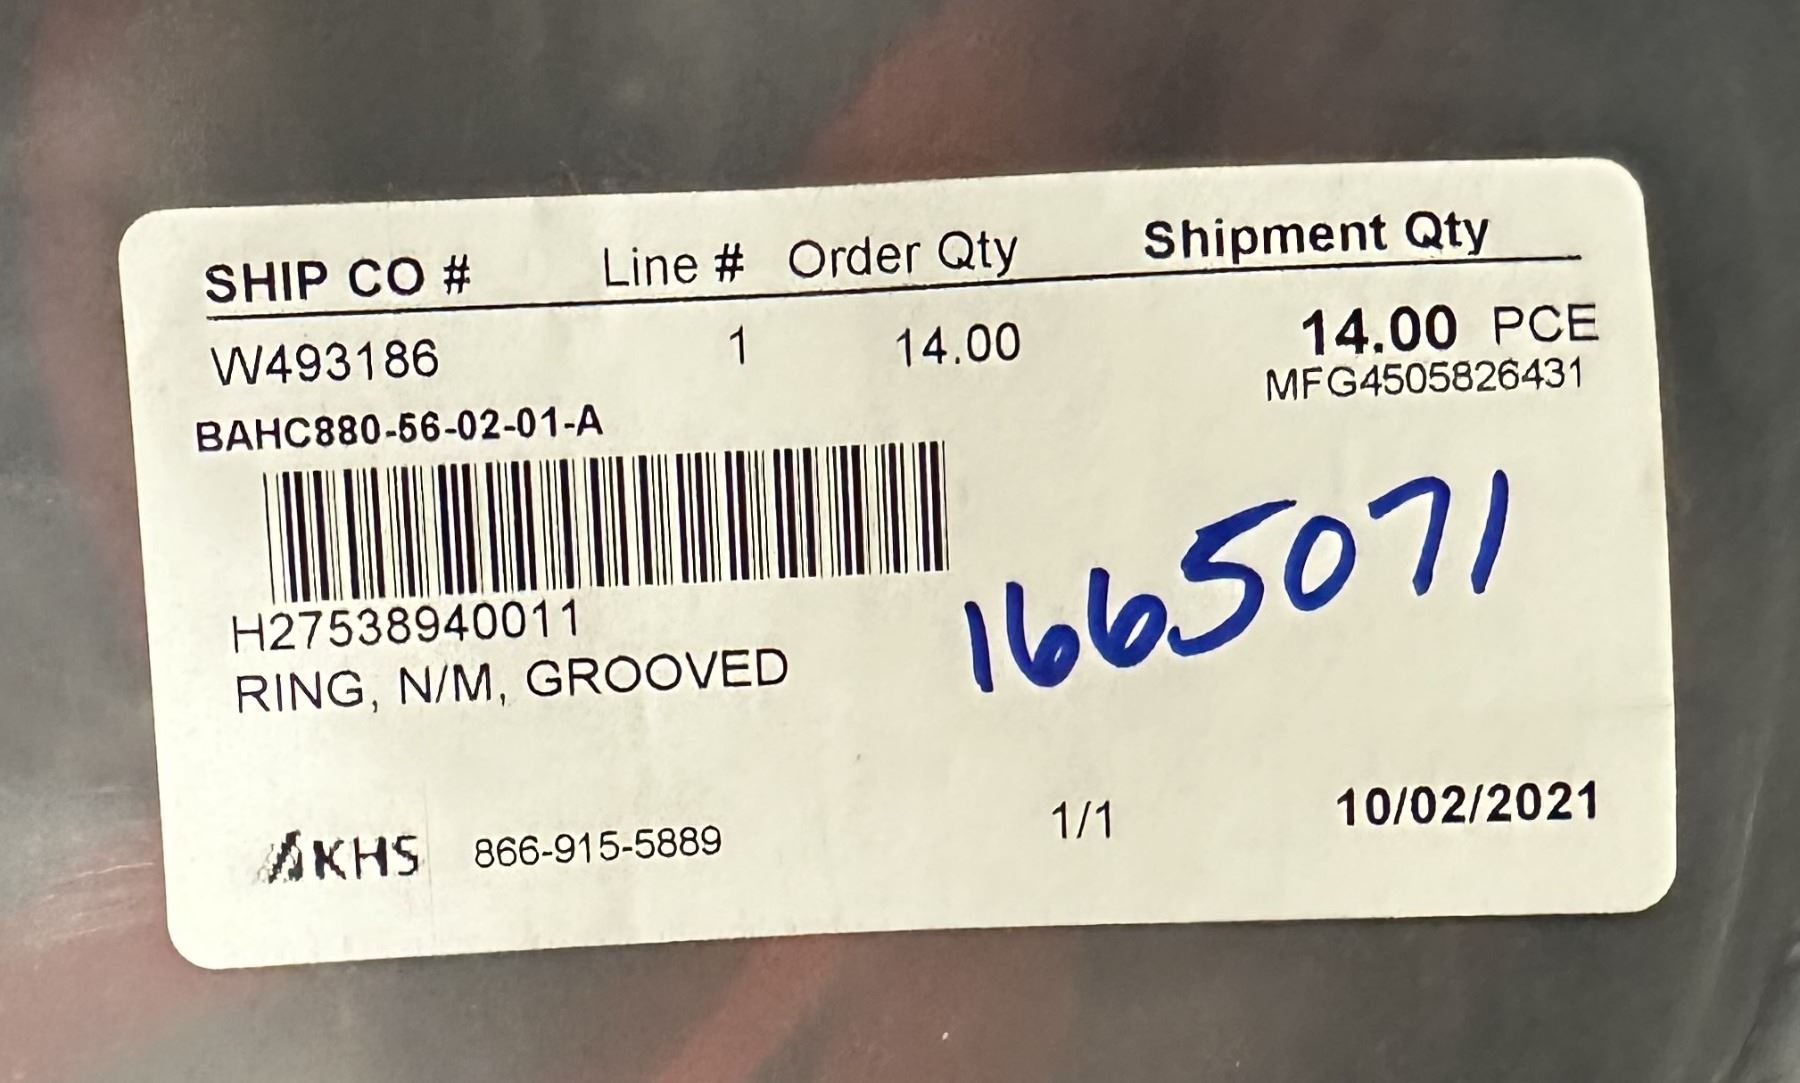 SHIP CO # Line # Order Qty Shipment Qty
W493186 1 14.00 14.00 PCE
MFG4505826431
BAHC880-56-02-01-A
1665071
H27538940011
RING, N/M, GROOVED
KHS 866-915-5889 1/1 10/02/2021